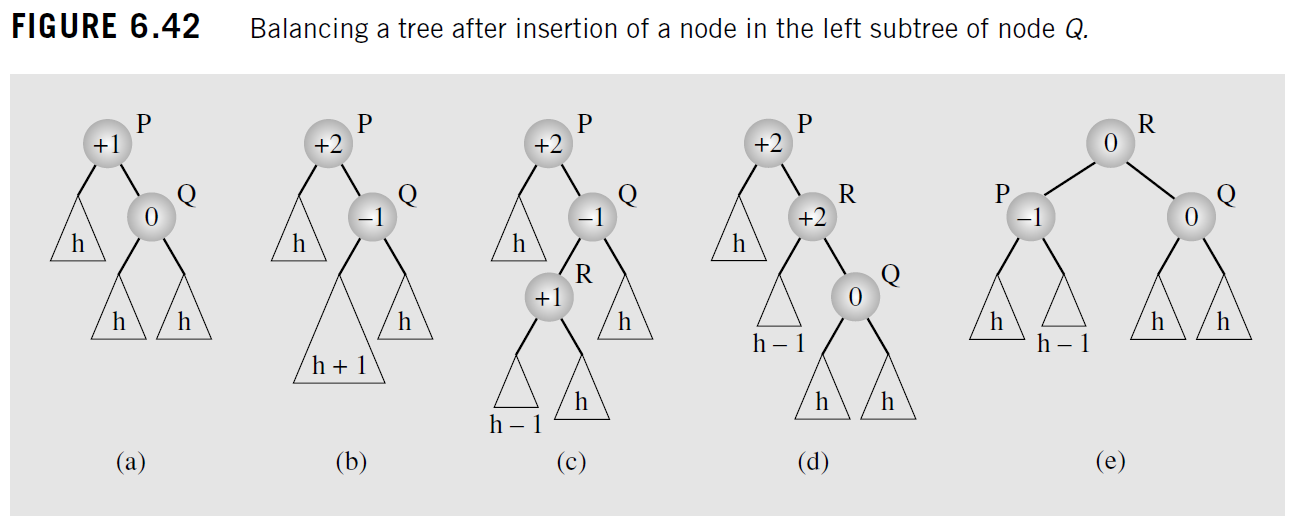 FIGURE 6.42 Balancing a tree after insertion of a node in the left subtree of node Q.
P P P P R
+1 +2 +2 +2 0
Q Q Q R P Q
0 –1 –1 +2 –1 0
h h h h
R Q
+1 0
h h h h h h – 1 h h – 1 h h
h + 1
h – 1 h h h
(a) (b) (c) (d) (e)